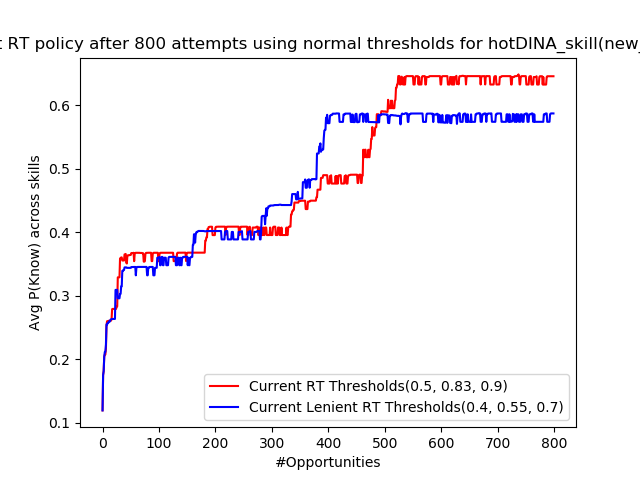 RT policy after 800 attempts using normal thresholds for hotDINA_skill(new_
Avg P(Know) across skills
0.6
0.5
0.4
0.3
0.2
0.1
Current RT Thresholds(0.5, 0.83, 0.9)
Current Lenient RT Thresholds(0.4, 0.55, 0.7)
0 100 200 300 400 500 600 700 800
#Opportunities